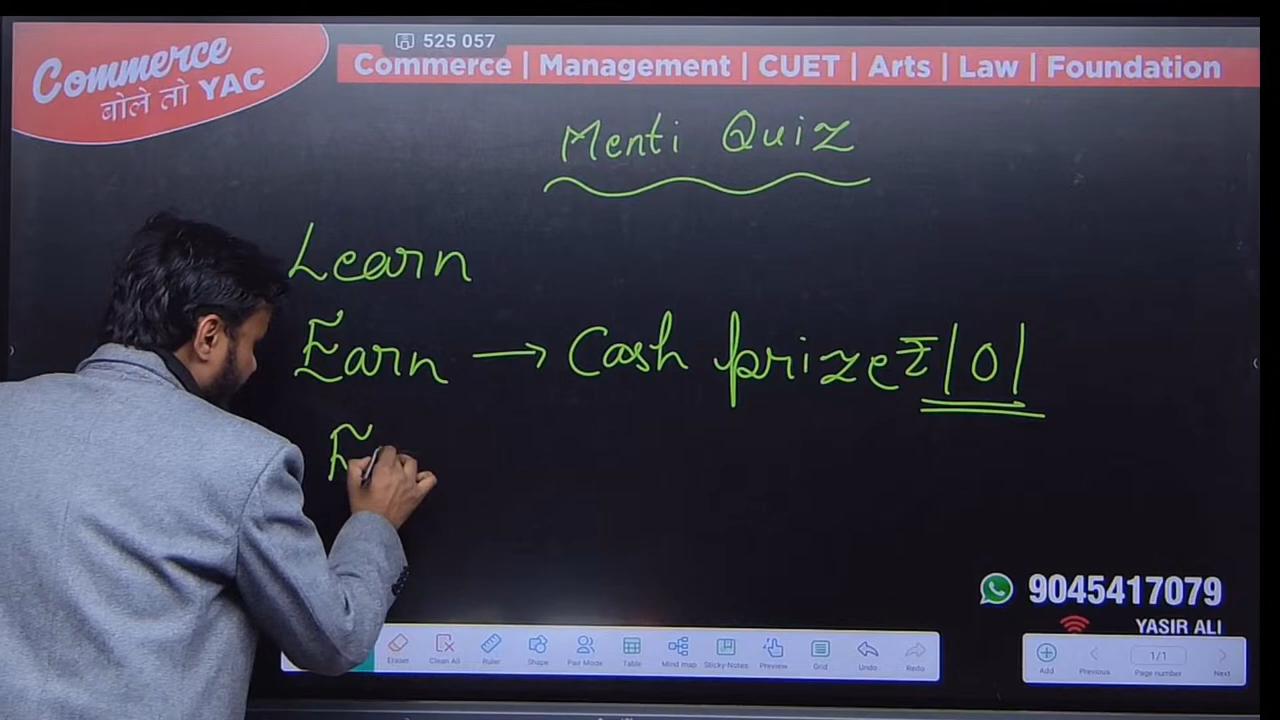 525 057
Commerce
बोले तो YAC
Commerce | Management | CUET | Arts | Law | Foundation
Menti Quiz
Learn
Earn → Cash prize ₹101
9045417079
YASIR ALI
Eraser Clean All Ruler Shape Pair Mode Table Mind map Sticky-Notes Preview Grid Undo Redo
Add Previous 1/1 Page number Next